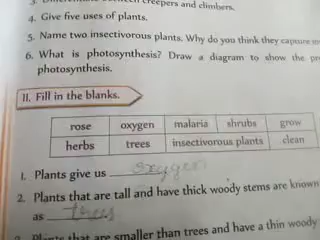 creepers and climbers.
4. Give five uses of plants.
5. Name two insectivorous plants. Why do you think they capture
6. What is photosynthesis? Draw a diagram to show the
photosynthesis.
II. Fill in the blanks.
rose oxygen malaria shrubs grow
herbs trees insectivorous plants clean
1. Plants give us oxygen
2. Plants that are tall and have thick woody stems are known
as trees
that are smaller than trees and have a thin woody